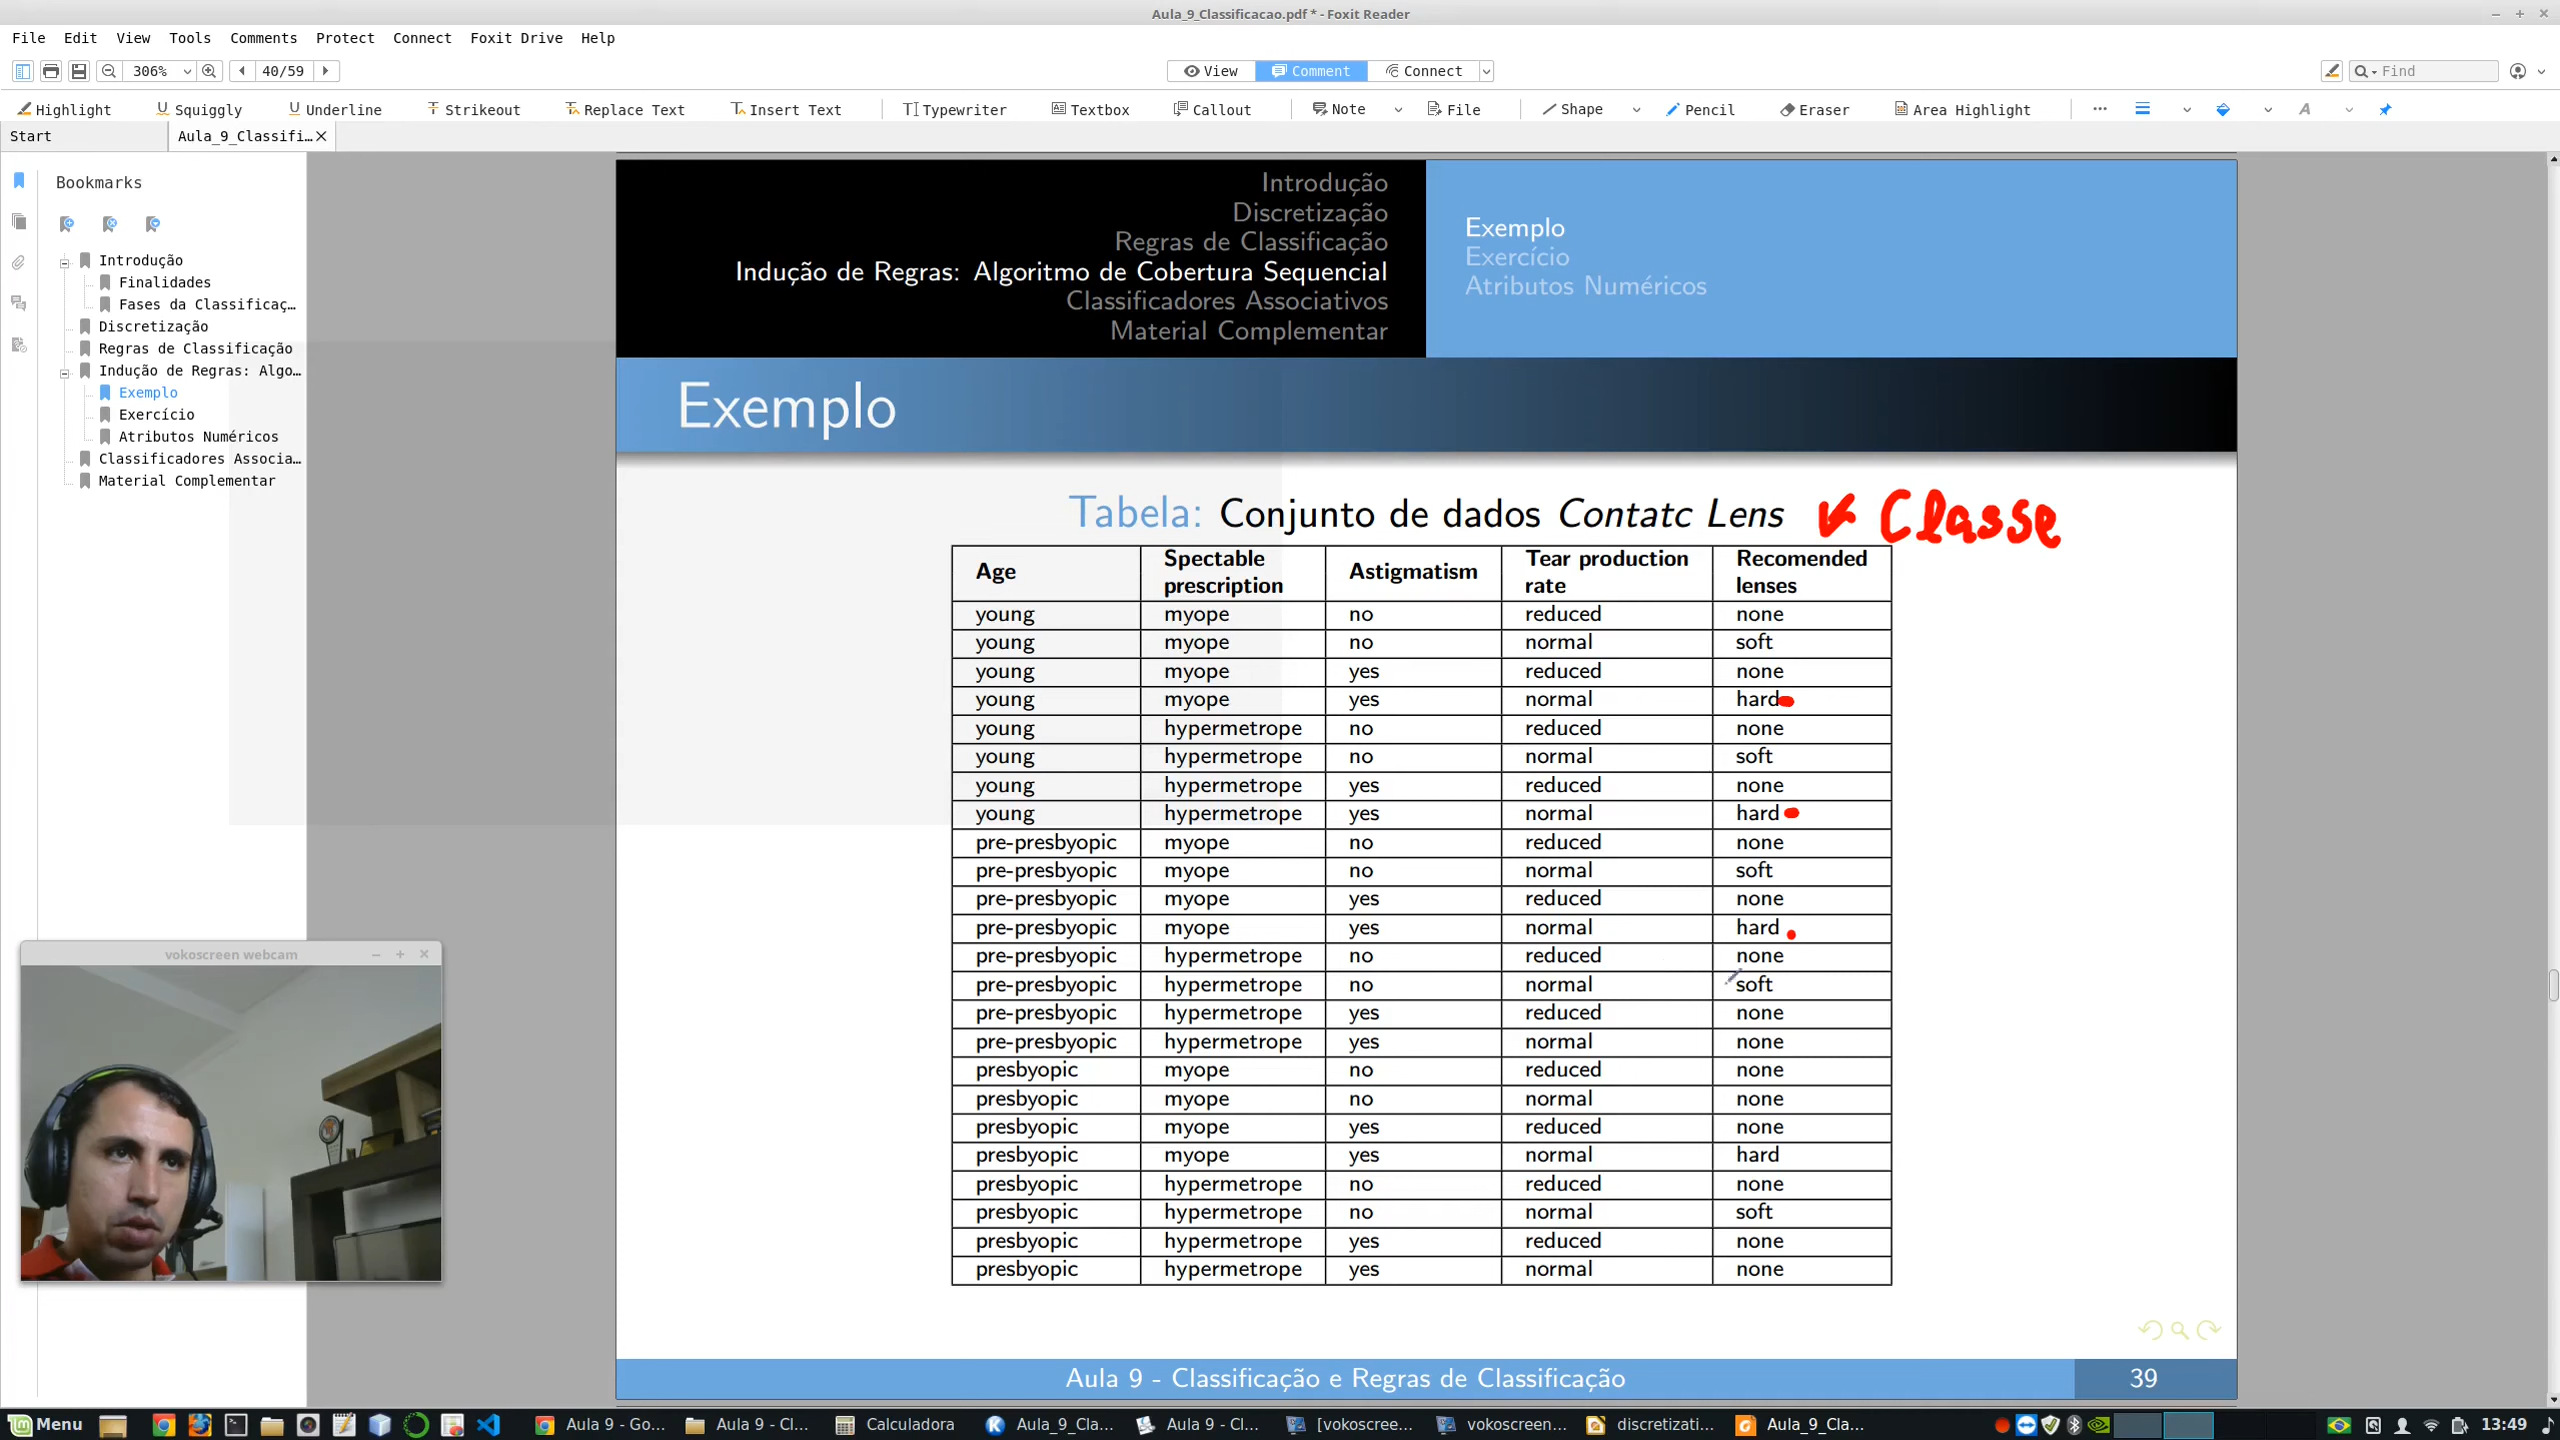 Aula_9_Classificacao.pdf * - Foxit Reader
File Edit View Tools Comments Protect Connect Foxit Drive Help
306% 40/59 View Comment Connect Find
Highlight Squiggly Underline Strikeout Replace Text Insert Text Typewriter Textbox Callout Note File Shape Pencil Eraser Area Highlight
Start Aula_9_Classifi...
Bookmarks
Introdução
Finalidades
Fases da Classificaç...
Discretização
Regras de Classificação
Indução de Regras: Algo...
Exemplo
Exercício
Atributos Numéricos
Classificadores Associa...
Material Complementar
Introdução
Discretização
Regras de Classificação
Indução de Regras: Algoritmo de Cobertura Sequencial
Classificadores Associativos
Material Complementar
Exemplo
Exercício
Atributos Numéricos
Exemplo
Tabela: Conjunto de dados Contatc Lens Classe
Age Spectable prescription Astigmatism Tear production rate Recomended lenses
young myope no reduced none
young myope no normal soft
young myope yes reduced none
young myope yes normal hard
young hypermetrope no reduced none
young hypermetrope no normal soft
young hypermetrope yes reduced none
young hypermetrope yes normal hard
pre-presbyopic myope no reduced none
pre-presbyopic myope no normal soft
pre-presbyopic myope yes reduced none
pre-presbyopic myope yes normal hard
pre-presbyopic hypermetrope no reduced none
pre-presbyopic hypermetrope no normal soft
pre-presbyopic hypermetrope yes reduced none
pre-presbyopic hypermetrope yes normal none
presbyopic myope no reduced none
presbyopic myope no normal none
presbyopic myope yes reduced none
presbyopic myope yes normal hard
presbyopic hypermetrope no reduced none
presbyopic hypermetrope no normal soft
presbyopic hypermetrope yes reduced none
presbyopic hypermetrope yes normal none
vokoscreen webcam
Aula 9 - Classificação e Regras de Classificação 39
Menu Aula 9 - Go... Aula 9 - Cl... Calculadora Aula_9_Cla... Aula 9 - Cl... [vokoscree... vokoscreen... discretizati... Aula_9_Cla... 13:49